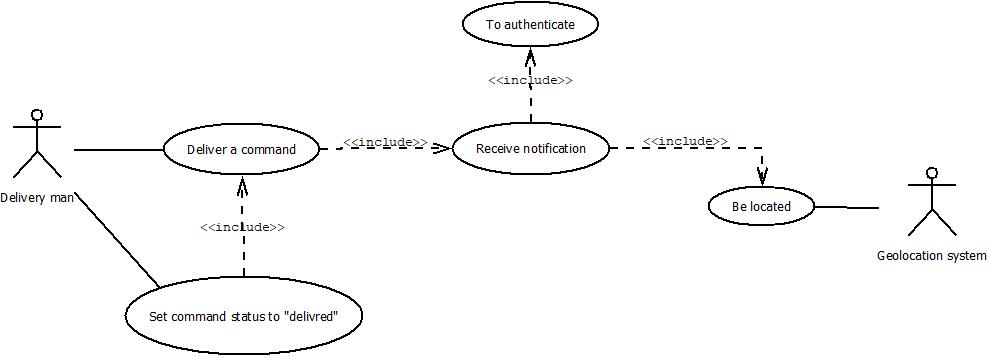 To authenticate
<<include>>
Deliver a command
<<include>>
Receive notification
<<include>>
Delivery man
Be located
<<include>>
Geolocation system
Set command status to "delivred"